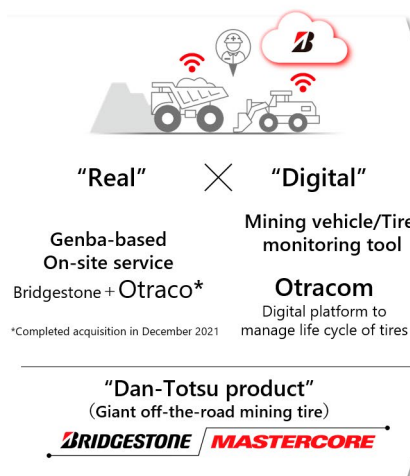 B
“Real” × “Digital”
Genba-based
On-site service
Bridgestone + Otraco*
*Completed acquisition in December 2021
Mining vehicle/Tire
monitoring tool
Otracom
Digital platform to
manage life cycle of tires
“Dan-Totsu product”
（Giant off-the-road mining tire）
BRIDGESTONE / MASTERCORE